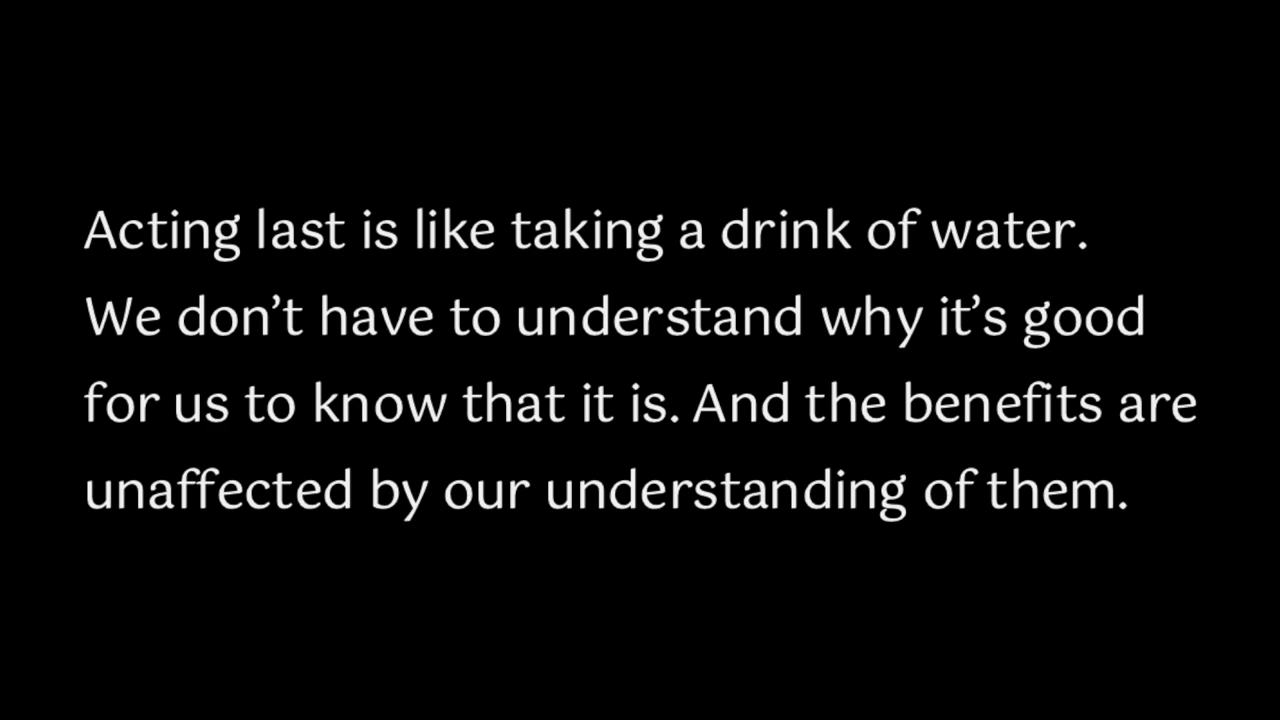 Acting last is like taking a drink of water.
We don’t have to understand why it’s good
for us to know that it is. And the benefits are
unaffected by our understanding of them.